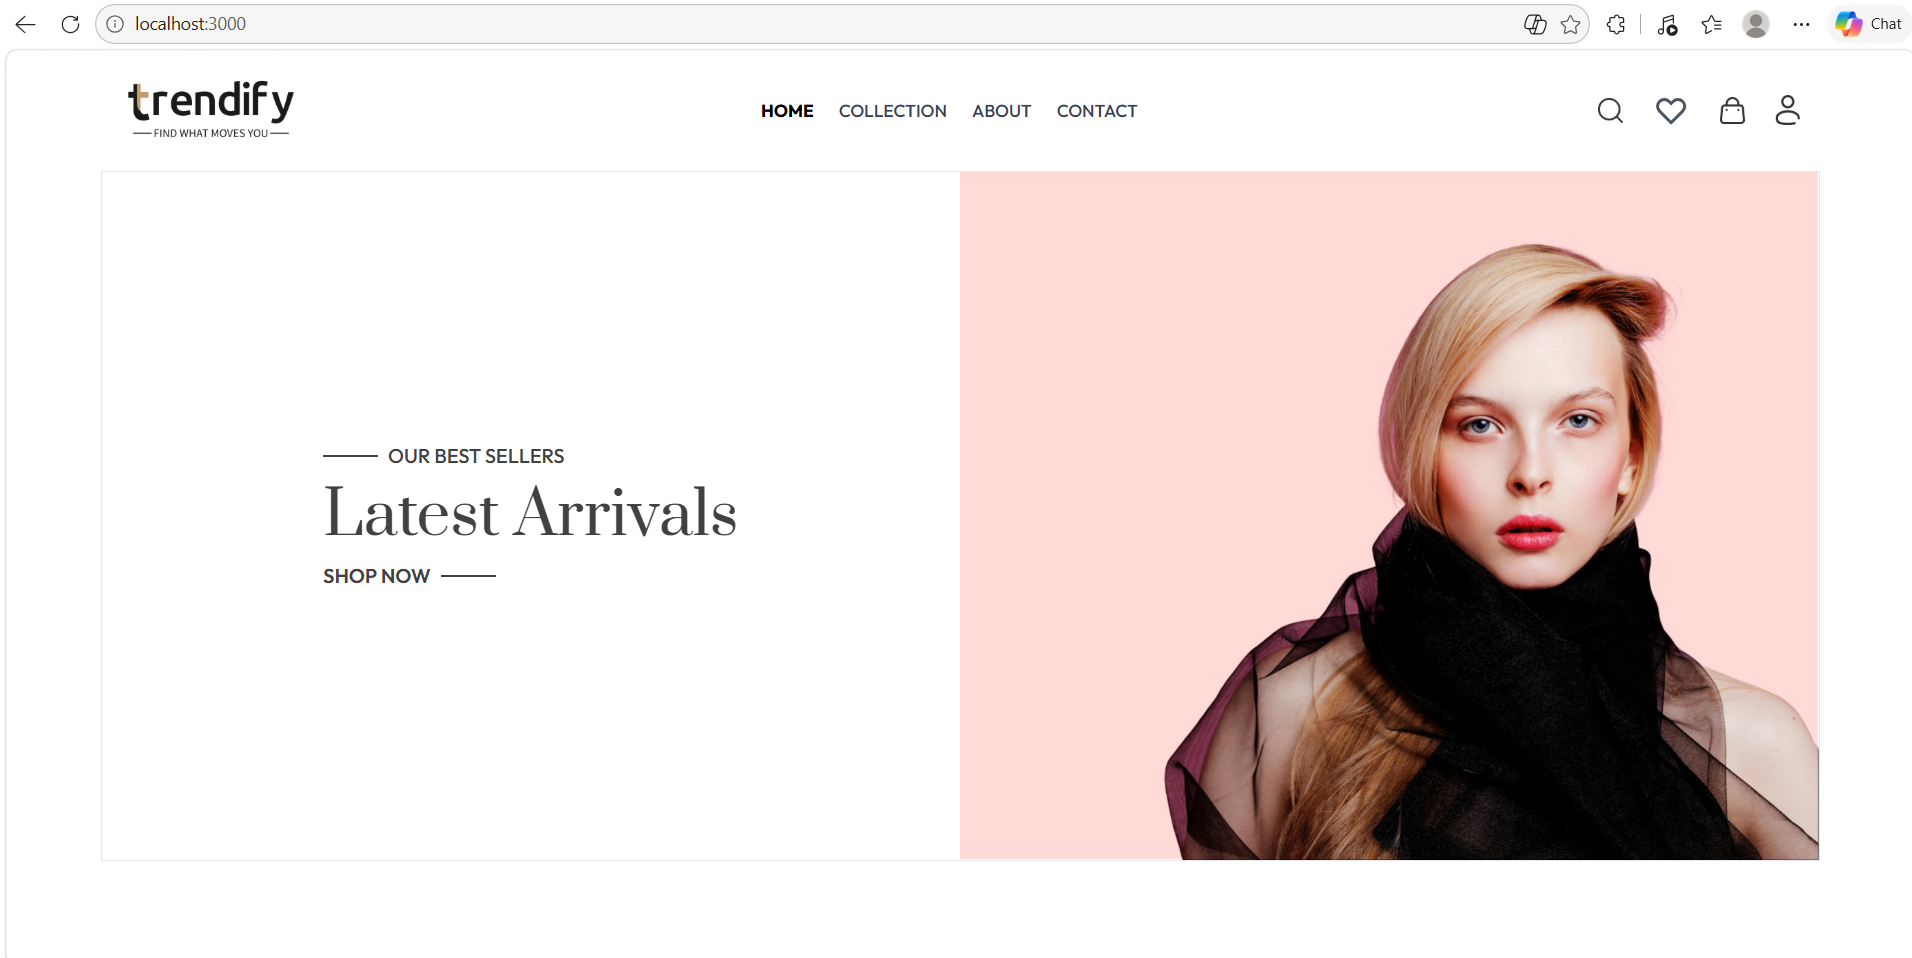 localhost:3000
Chat
trendify
FIND WHAT MOVES YOU
HOME COLLECTION ABOUT CONTACT
OUR BEST SELLERS
Latest Arrivals
SHOP NOW